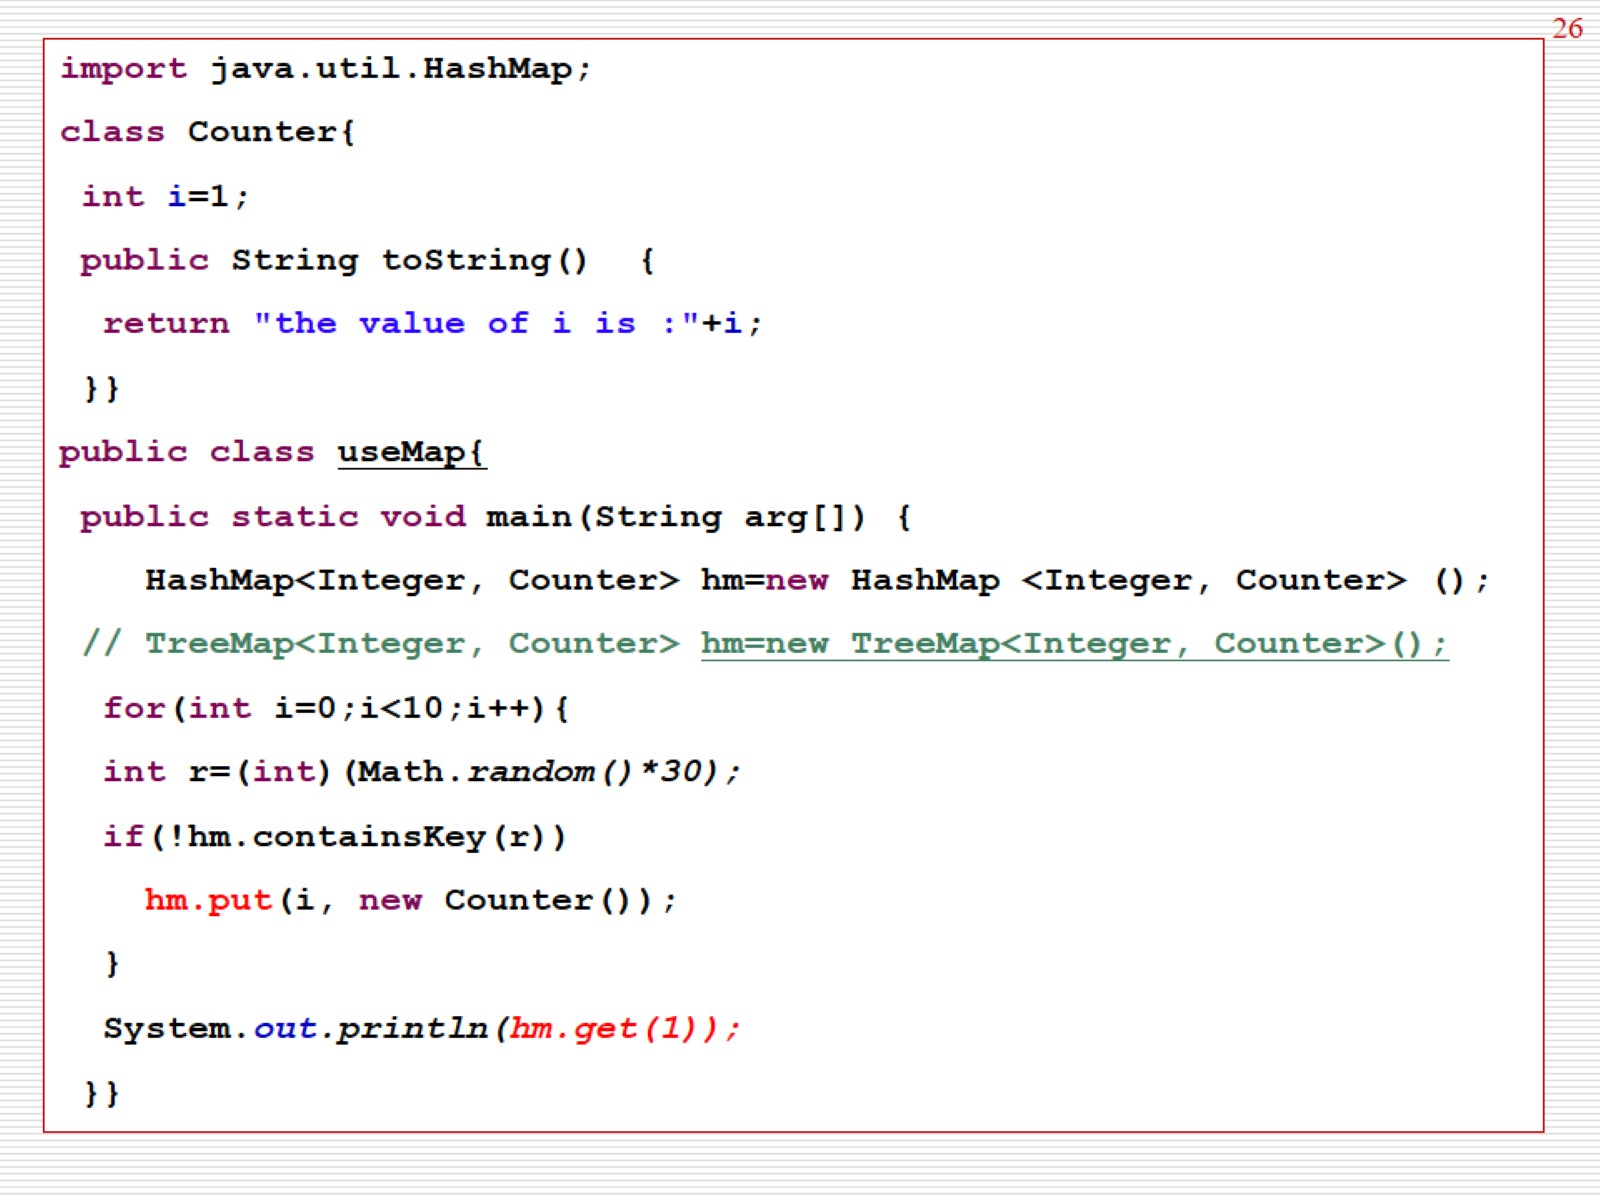 26
import java.util.HashMap;
class Counter{
int i=1;
public String toString()  {
return "the value of i is :"+i;
}}
public class useMap{
public static void main(String arg[]) {
HashMap<Integer, Counter> hm=new HashMap <Integer, Counter> ();
// TreeMap<Integer, Counter> hm=new TreeMap<Integer, Counter>();
for(int i=0;i<10;i++){
int r=(int)(Math.random()*30);
if(!hm.containsKey(r))
hm.put(i, new Counter());
}
System.out.println(hm.get(1));
}}